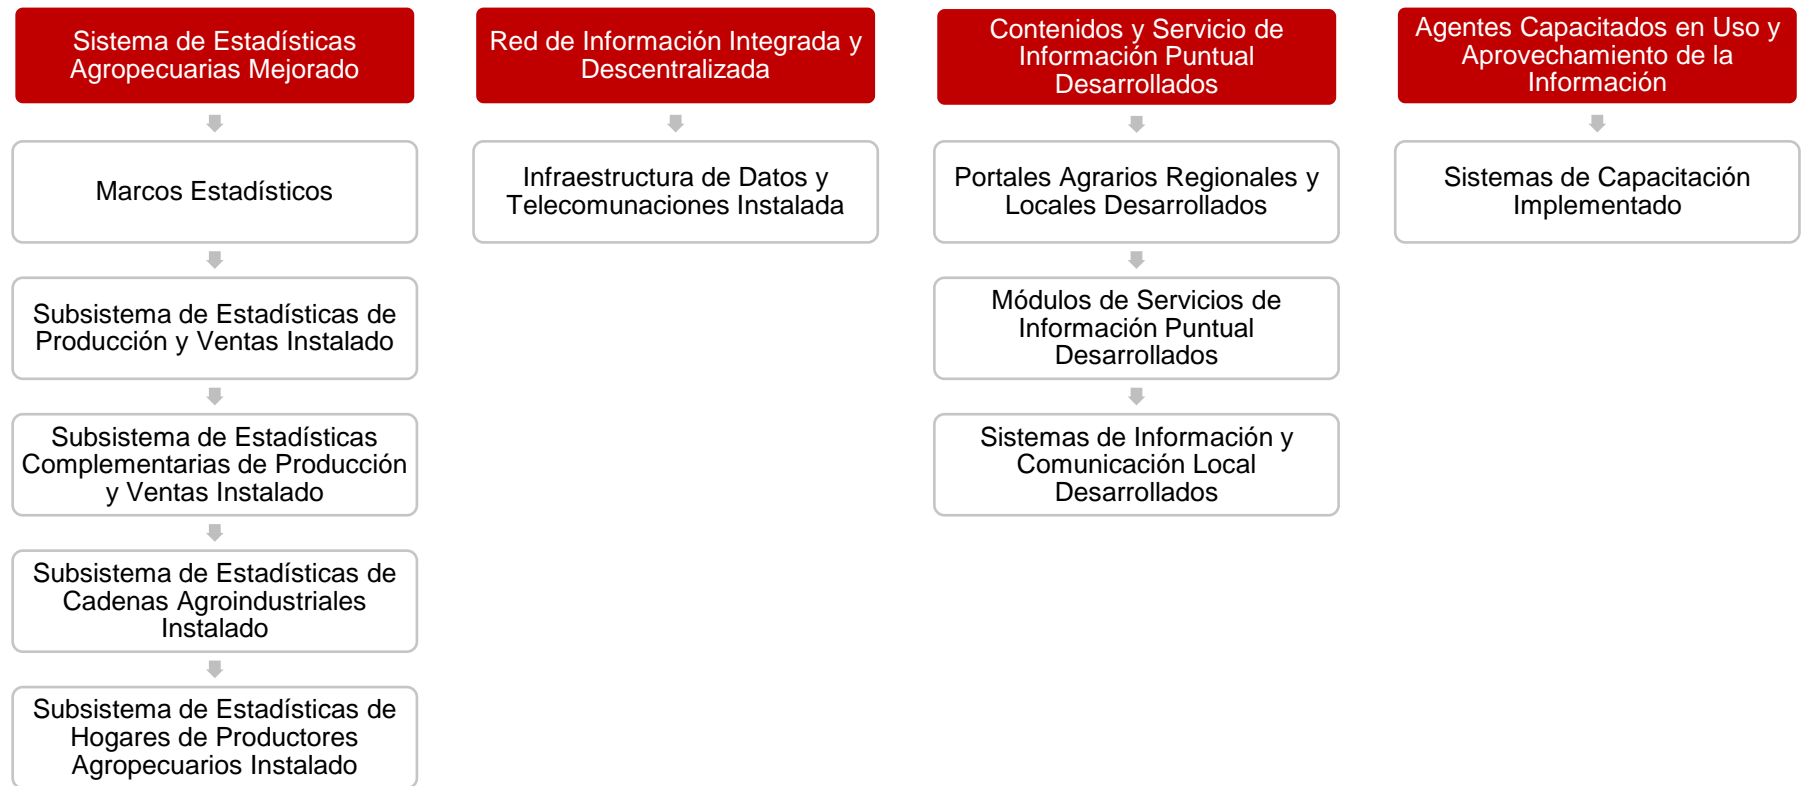 Sistema de Estadísticas
Agropecuarias Mejorado
Marcos Estadísticos
Subsistema de Estadísticas de
Producción y Ventas Instalado
Subsistema de Estadísticas
Complementarias de Producción
y Ventas Instalado
Subsistema de Estadísticas de
Cadenas Agroindustriales
Instalado
Subsistema de Estadísticas de
Hogares de Productores
Agropecuarios Instalado
Red de Información Integrada y
Descentralizada
Infraestructura de Datos y
Telecomunaciones Instalada
Contenidos y Servicio de
Información Puntual
Desarrollados
Portales Agrarios Regionales y
Locales Desarrollados
Módulos de Servicios de
Información Puntual
Desarrollados
Sistemas de Información y
Comunicación Local
Desarrollados
Agentes Capacitados en Uso y
Aprovechamiento de la
Información
Sistemas de Capacitación
Implementado